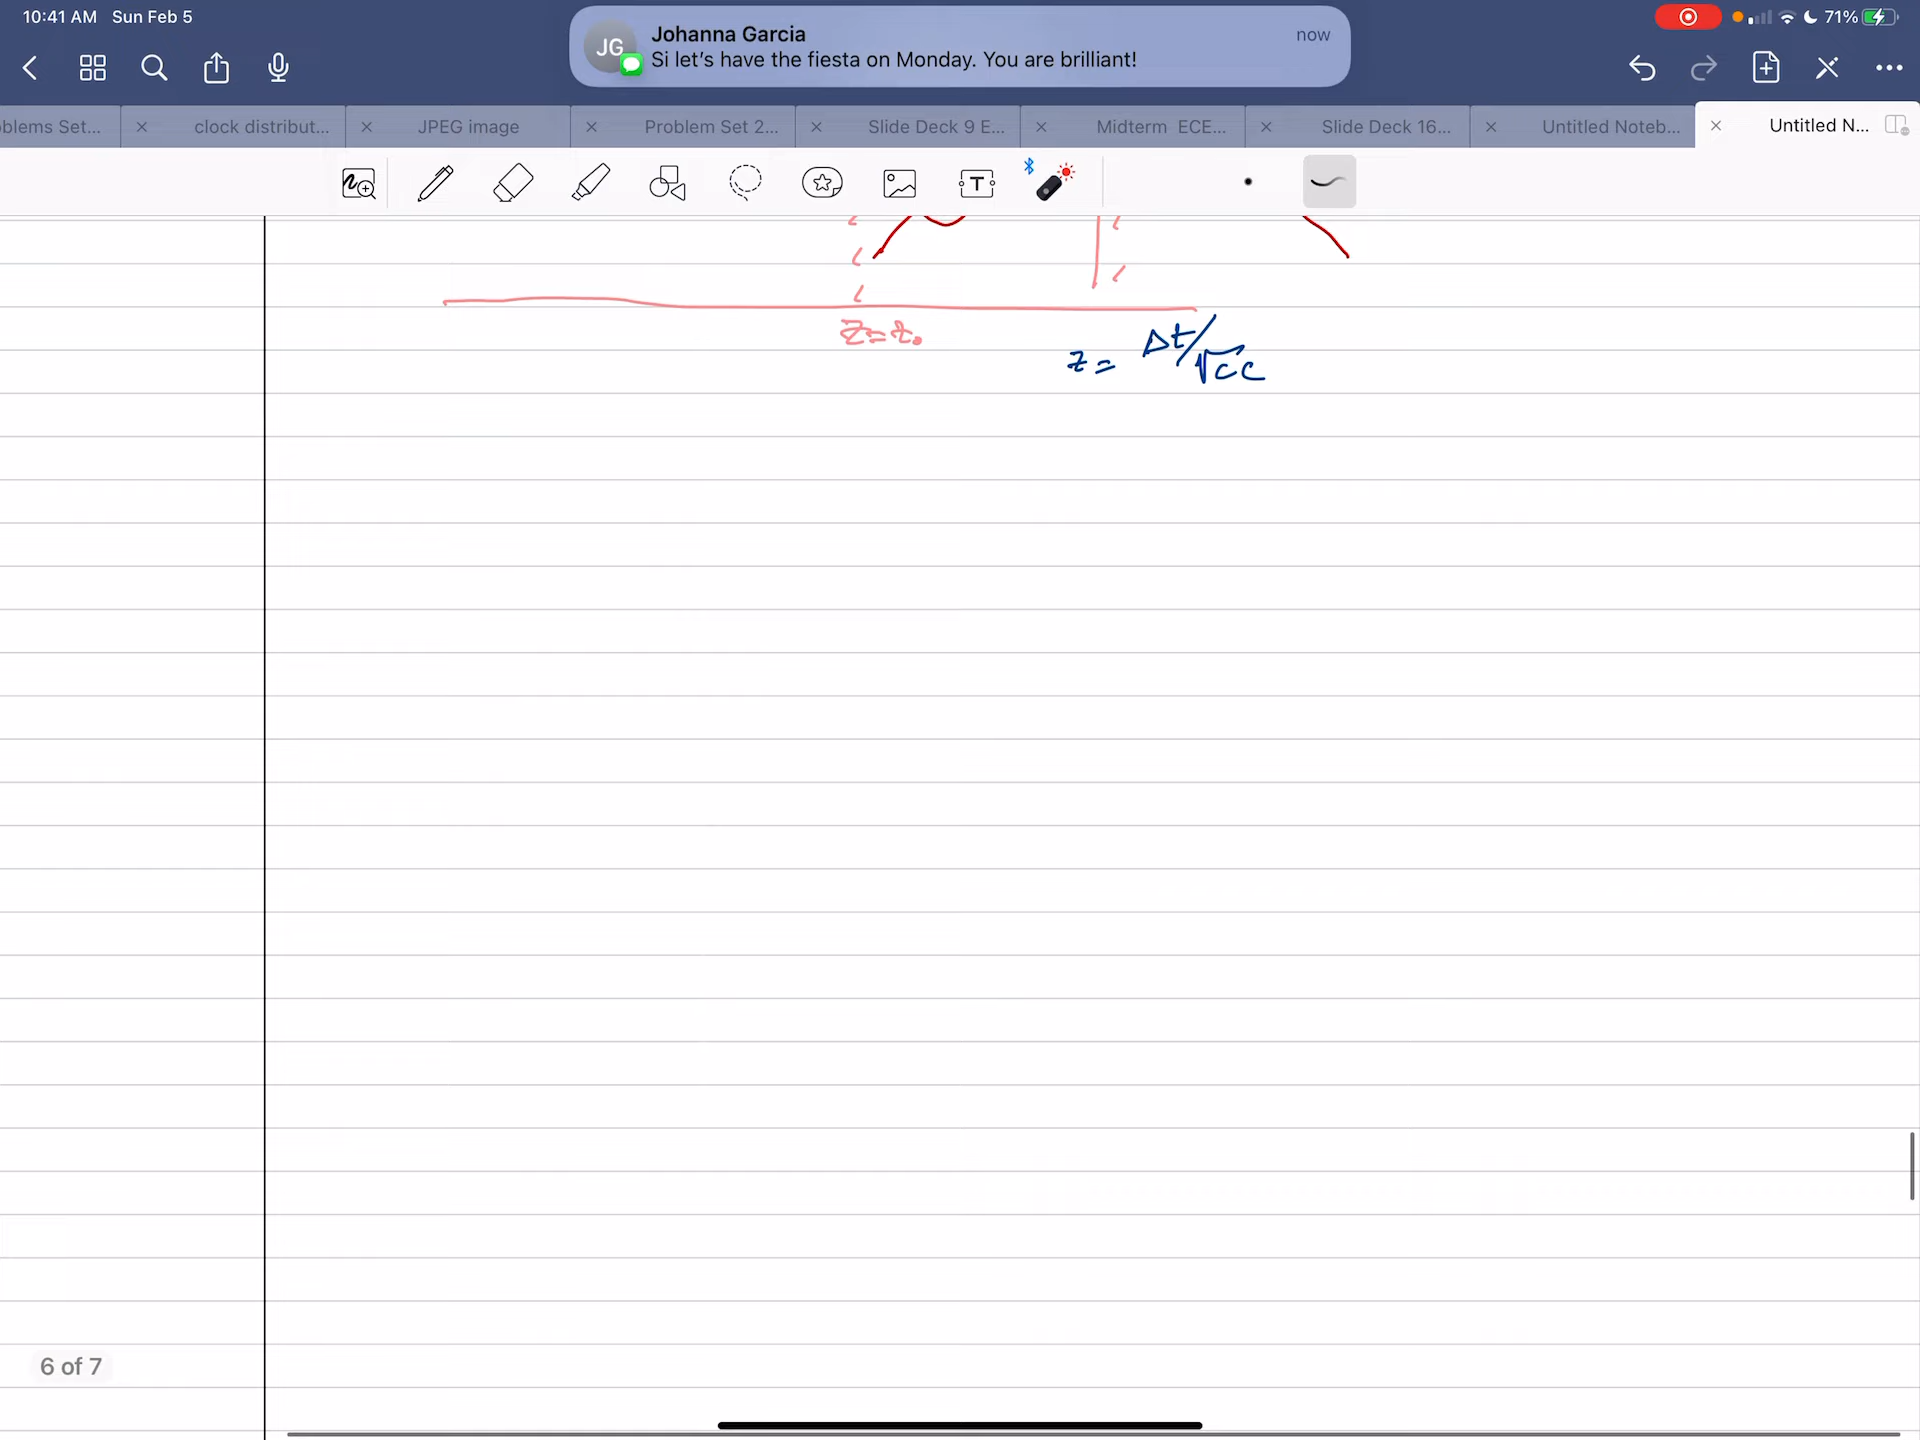 10:41 AM Sun Feb 5
71%
JG
Johanna Garcia
now
Si let's have the fiesta on Monday. You are brilliant!
blems Set...
clock distribut...
JPEG image
Problem Set 2...
Slide Deck 9 E...
Midterm ECE...
Slide Deck 16...
Untitled Noteb...
Untitled N...
T
z=z.
z= Δt/√CC
6 of 7